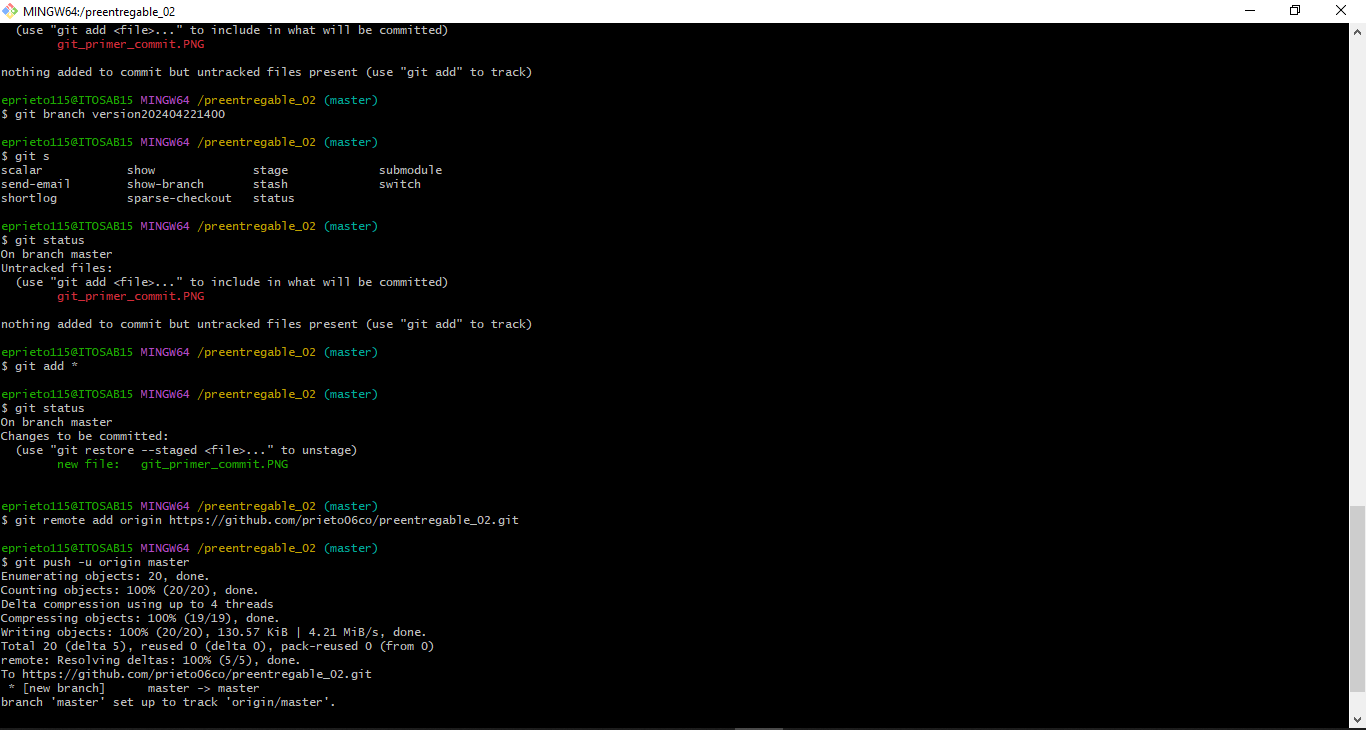 MINGW64:/preentregable_02
(use "git add <file>..." to include in what will be committed)
git_primer_commit.PNG
nothing added to commit but untracked files present (use "git add" to track)
eprieto115@ITOSAB15 MINGW64 /preentregable_02 (master)
$ git branch version202404221400
eprieto115@ITOSAB15 MINGW64 /preentregable_02 (master)
$ git s
scalar show stage submodule
send-email show-branch stash switch
shortlog sparse-checkout status
eprieto115@ITOSAB15 MINGW64 /preentregable_02 (master)
$ git status
On branch master
Untracked files:
(use "git add <file>..." to include in what will be committed)
git_primer_commit.PNG
nothing added to commit but untracked files present (use "git add" to track)
eprieto115@ITOSAB15 MINGW64 /preentregable_02 (master)
$ git add *
eprieto115@ITOSAB15 MINGW64 /preentregable_02 (master)
$ git status
On branch master
Changes to be committed:
(use "git restore --staged <file>..." to unstage)
new file: git_primer_commit.PNG
eprieto115@ITOSAB15 MINGW64 /preentregable_02 (master)
$ git remote add origin https://github.com/prieto06co/preentregable_02.git
eprieto115@ITOSAB15 MINGW64 /preentregable_02 (master)
$ git push -u origin master
Enumerating objects: 20, done.
Counting objects: 100% (20/20), done.
Delta compression using up to 4 threads
Compressing objects: 100% (19/19), done.
Writing objects: 100% (20/20), 130.57 KiB | 4.21 MiB/s, done.
Total 20 (delta 5), reused 0 (delta 0), pack-reused 0 (from 0)
remote: Resolving deltas: 100% (5/5), done.
To https://github.com/prieto06co/preentregable_02.git
* [new branch] master -> master
branch 'master' set up to track 'origin/master'.